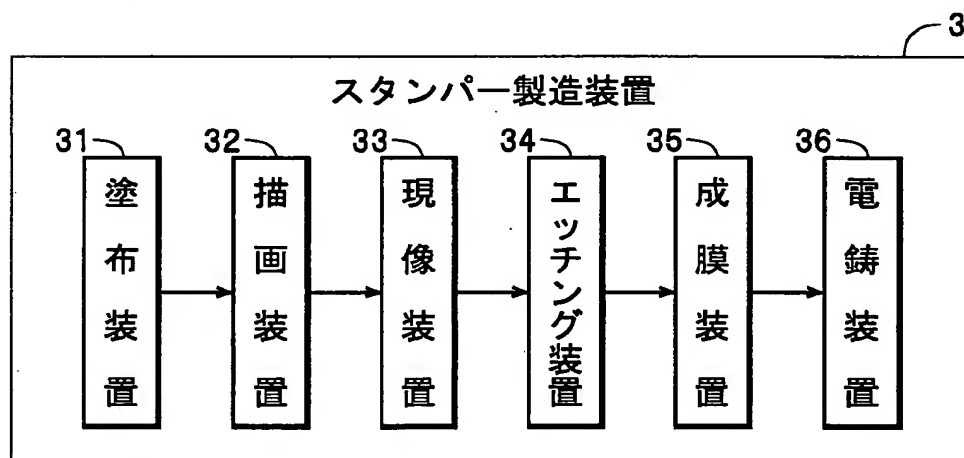 3
スタンパー製造装置
31
塗布装置
32
描画装置
33
現像装置
34
エッチング装置
35
成膜装置
36
電鋳装置